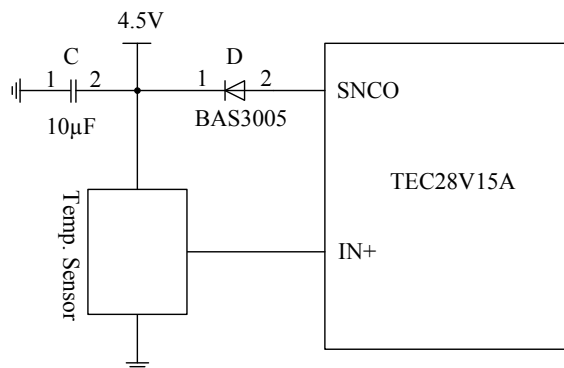 4.5V
C
D
1
2
1
2
SNCO
10µF
BAS3005
TEC28V15A
Temp. Sensor
IN+